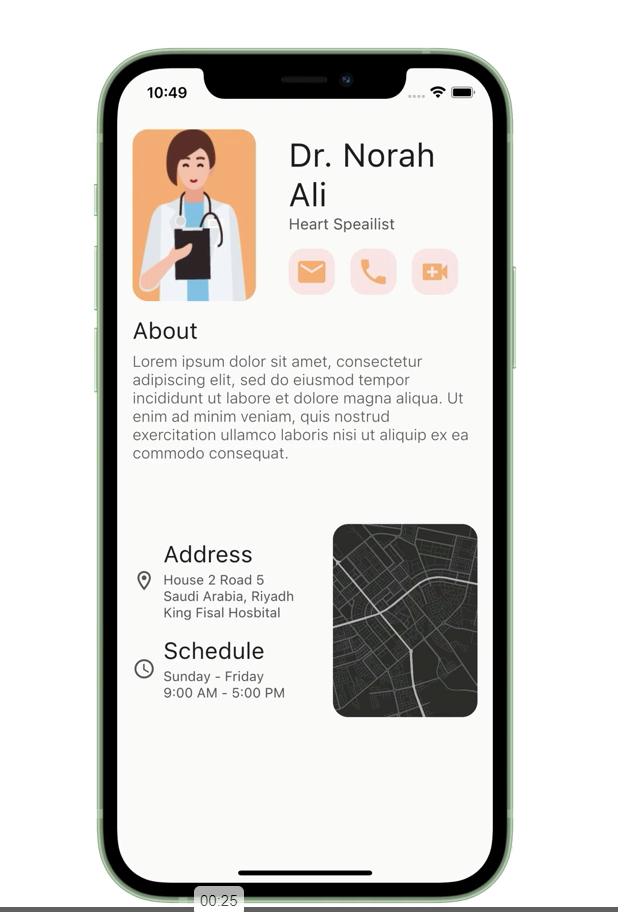 10:49
Dr. Norah
Ali
Heart Speailist
About
Lorem ipsum dolor sit amet, consectetur
adipiscing elit, sed do eiusmod tempor
incididunt ut labore et dolore magna aliqua. Ut
enim ad minim veniam, quis nostrud
exercitation ullamco laboris nisi ut aliquip ex ea
commodo consequat.
Address
House 2 Road 5
Saudi Arabia, Riyadh
King Fisal Hosbital
Schedule
Sunday - Friday
9:00 AM - 5:00 PM
00:25